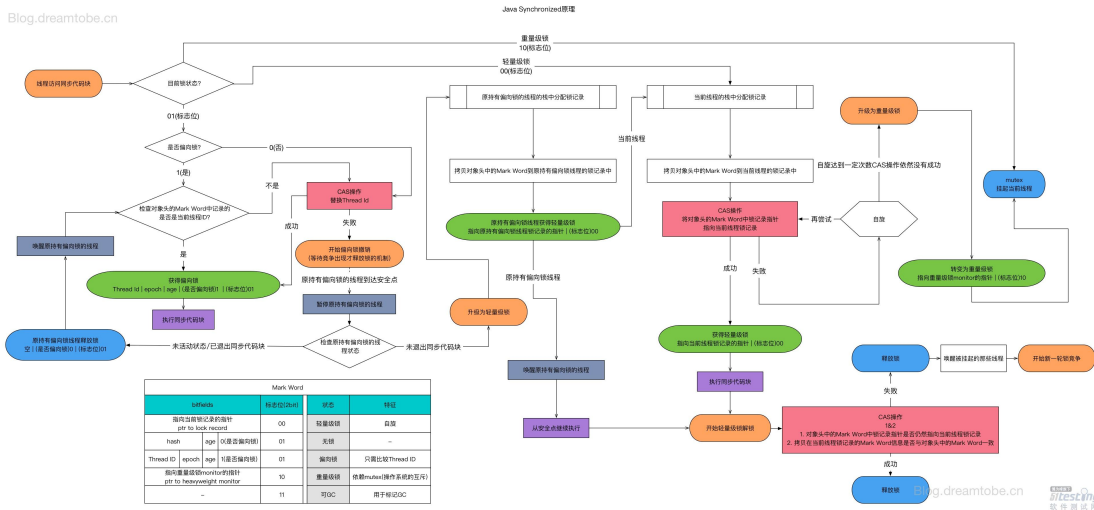 Java Synchronized原理
Blog.dreamtobe.cn
重量级锁
10(标志位)
轻量级锁
00(标志位)
线程访问同步代码块
目前锁状态?
原持有偏向锁的线程的栈中分配锁记录
当前线程的栈中分配锁记录
升级为重量级锁
01(标志位)
当前线程
是否偏向锁?
0(否)
自旋达到一定次数CAS操作依然没有成功
1(是)
不是
拷贝对象头中的Mark Word到原持有偏向锁线程的锁记录中
拷贝对象头中的Mark Word到当前线程的锁记录中
mutex
挂起当前线程
检查对象头的Mark Word中记录的
是否是当前线程ID?
CAS操作
替换Thread Id
CAS操作
将对象头的Mark Word中锁记录指针
指向当前线程锁记录
再尝试
自旋
成功
失败
原持有偏向锁线程获得轻量级锁
指向原持有偏向锁线程锁记录的指针 | (标志位)00
唤醒原持有偏向锁的线程
是
开始偏向锁撤销
(等待竞争出现才释放锁的机制)
成功
失败
转变为重量级锁
指向重量级锁monitor的指针 | (标志位)10
获得偏向锁
Thread Id | epoch | age | (是否偏向锁)1 | (标志位)01
原持有偏向锁的线程到达安全点
原持有偏向锁线程
暂停原持有偏向锁的线程
升级为轻量级锁
执行同步代码块
原持有偏向锁线程释放锁
空 | (是否偏向锁)0 | (标志位)01
未活动状态/已退出同步代码块
检查原持有偏向锁的线
程状态
未退出同步代码块
获得轻量级锁
指向当前线程锁记录的指针 | (标志位)00
释放锁
唤醒被挂起的那些线程
开始新一轮锁竞争
唤醒原持有偏向锁的线程
执行同步代码块
失败
从安全点继续执行
开始轻量级锁解锁
CAS操作
1&2
1. 对象头中的Mark Word中锁记录指针是否仍然指向当前线程锁记录
2. 拷贝在当前线程锁记录的Mark Word信息是否与对象头中的Mark Word一致
成功
释放锁
Mark Word
bitfields 标志位(2bit) 状态 特征
指向当前锁记录的指针
ptr to lock record 00 轻量级锁 自旋
hash age 0(是否偏向锁) 01 无锁 –
Thread ID epoch age 1(是否偏向锁) 01 偏向锁 只需比较Thread ID
指向重量级锁monitor的指针
ptr to heavyweight monitor 10 重量级锁 依赖mutex(操作系统的互斥)
– 11 可GC 用于标记GC
Blog.dreamtobe.cn